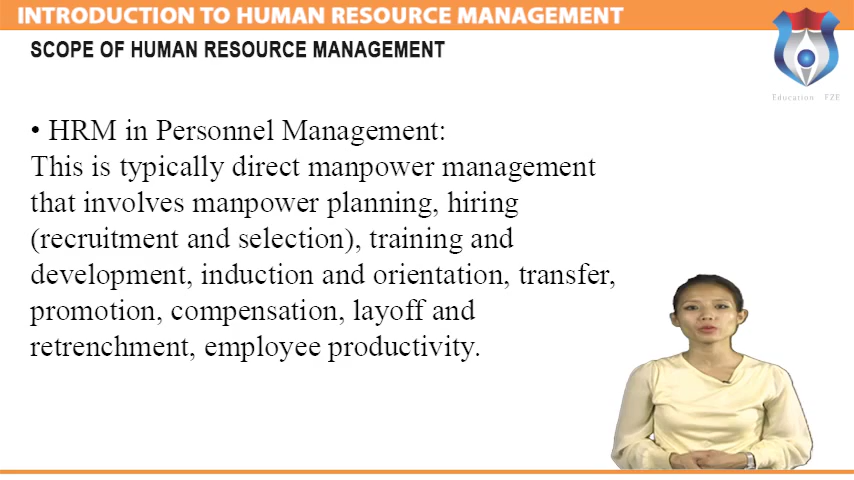 INTRODUCTION TO HUMAN RESOURCE MANAGEMENT
SCOPE OF HUMAN RESOURCE MANAGEMENT
Education FZE
• HRM in Personnel Management:
This is typically direct manpower management
that involves manpower planning, hiring
(recruitment and selection), training and
development, induction and orientation, transfer,
promotion, compensation, layoff and
retrenchment, employee productivity.